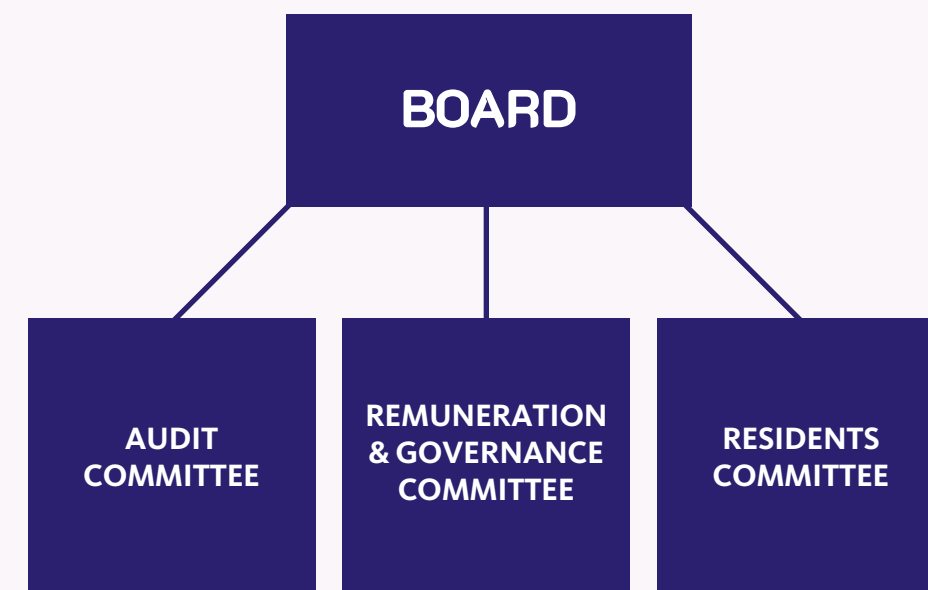 BOARD
AUDIT
COMMITTEE
REMUNERATION
& GOVERNANCE
COMMITTEE
RESIDENTS
COMMITTEE